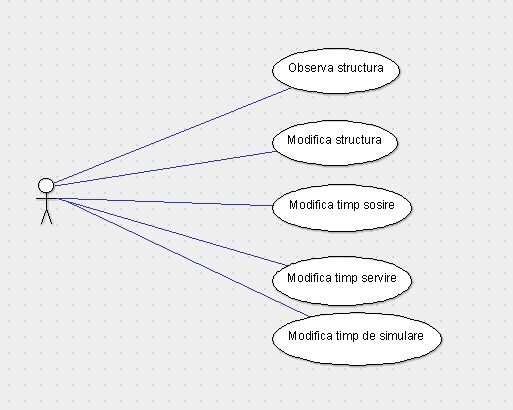 Observa structura
Modifica structura
Modifica timp sosire
Modifica timp servire
Modifica timp de simulare